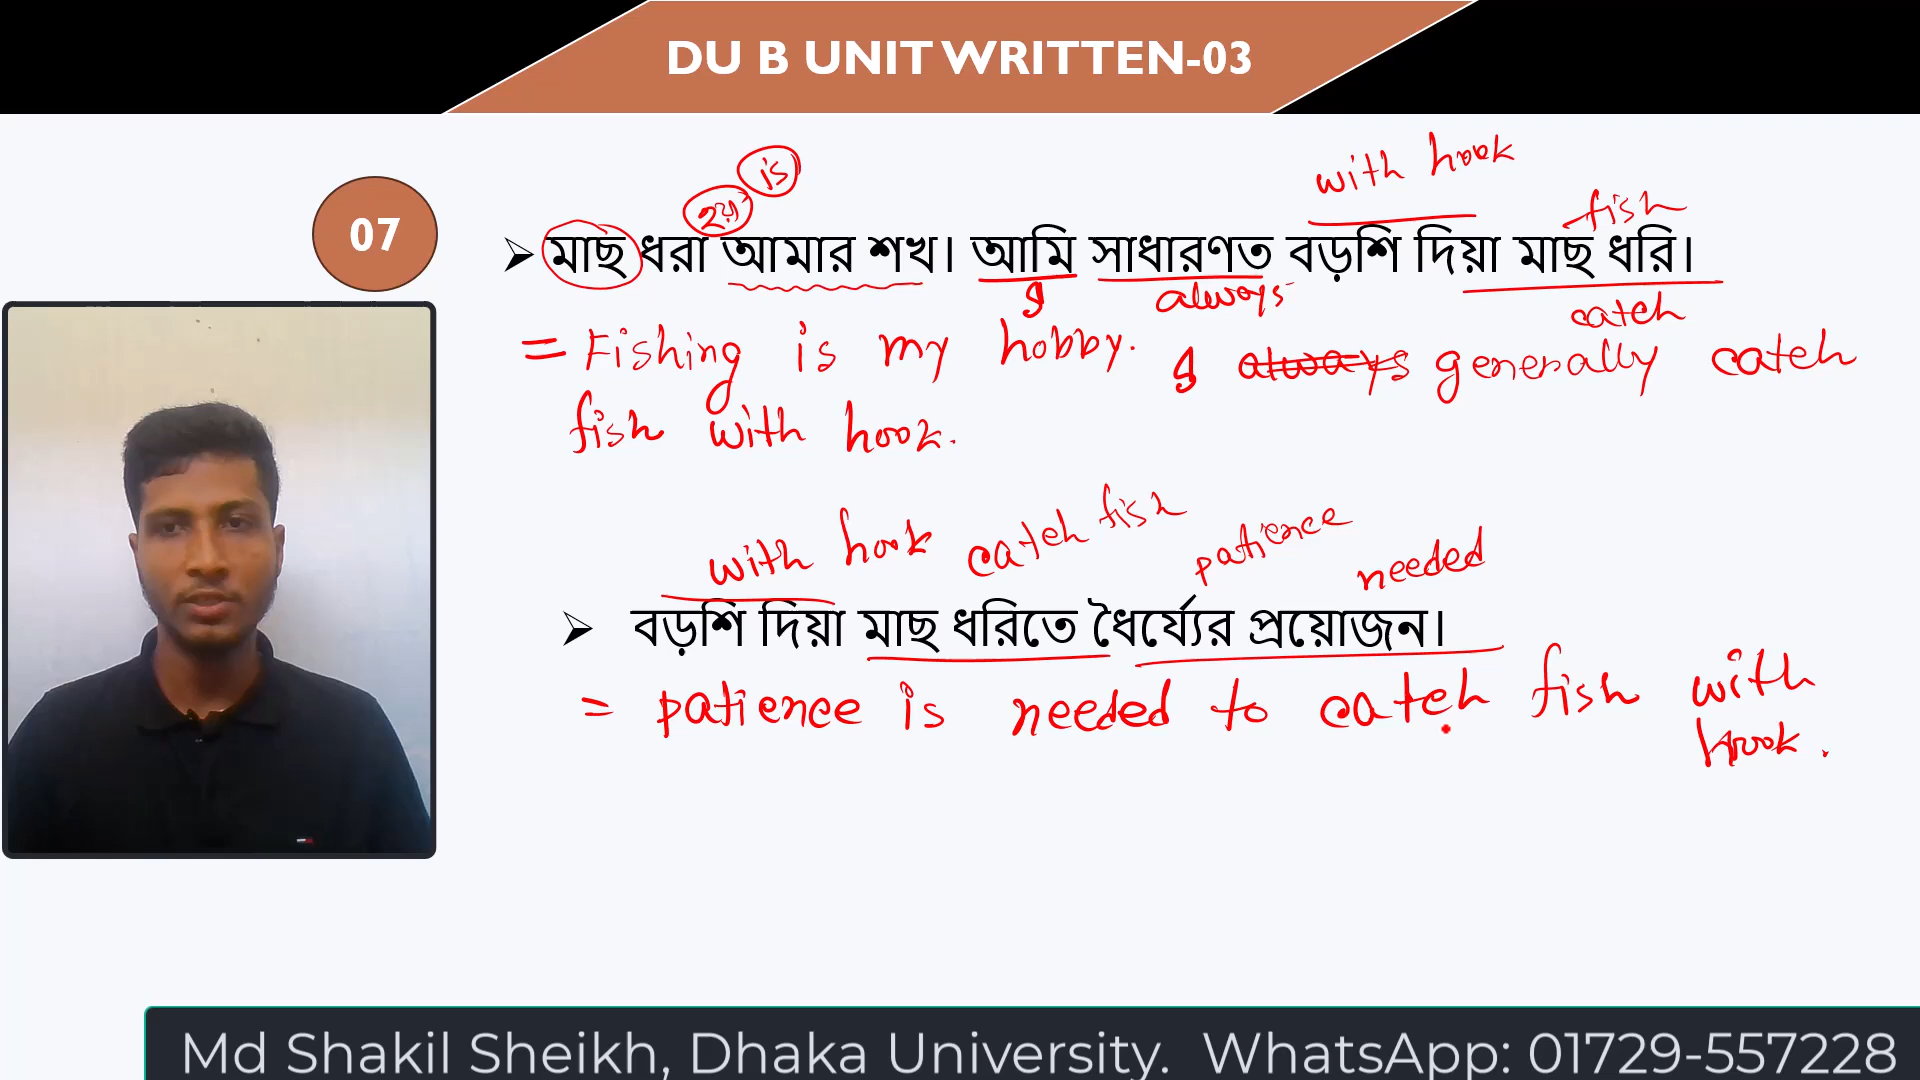 DU B UNIT WRITTEN-03
with hook
is
হয়
fish
07
➢ মাছ ধরা আমার শখ। আমি সাধারণত বড়শি দিয়া মাছ ধরি।
I always catch
= Fishing is my hobby. I always generally catch
fish with hook.
with hook catch fish patience needed
➢ বড়শি দিয়া মাছ ধরিতে ধৈর্য্যের প্রয়োজন।
= patience is needed to catch fish with
hook.
Md Shakil Sheikh, Dhaka University. WhatsApp: 01729-557228